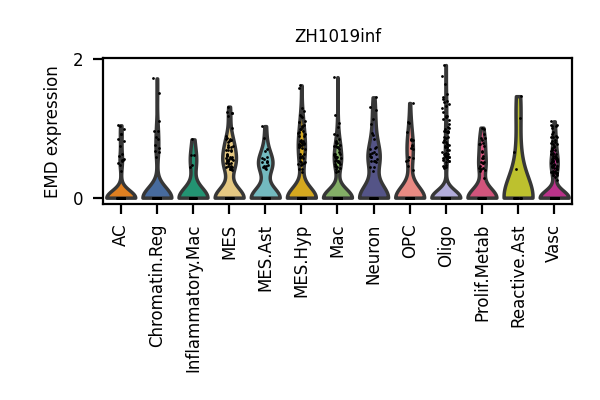 ZH1019inf
EMD expression
2
0
AC
Chromatin.Reg
Inflammatory.Mac
MES
MES.Ast
MES.Hyp
Mac
Neuron
OPC
Oligo
Prolif.Metab
Reactive.Ast
Vasc